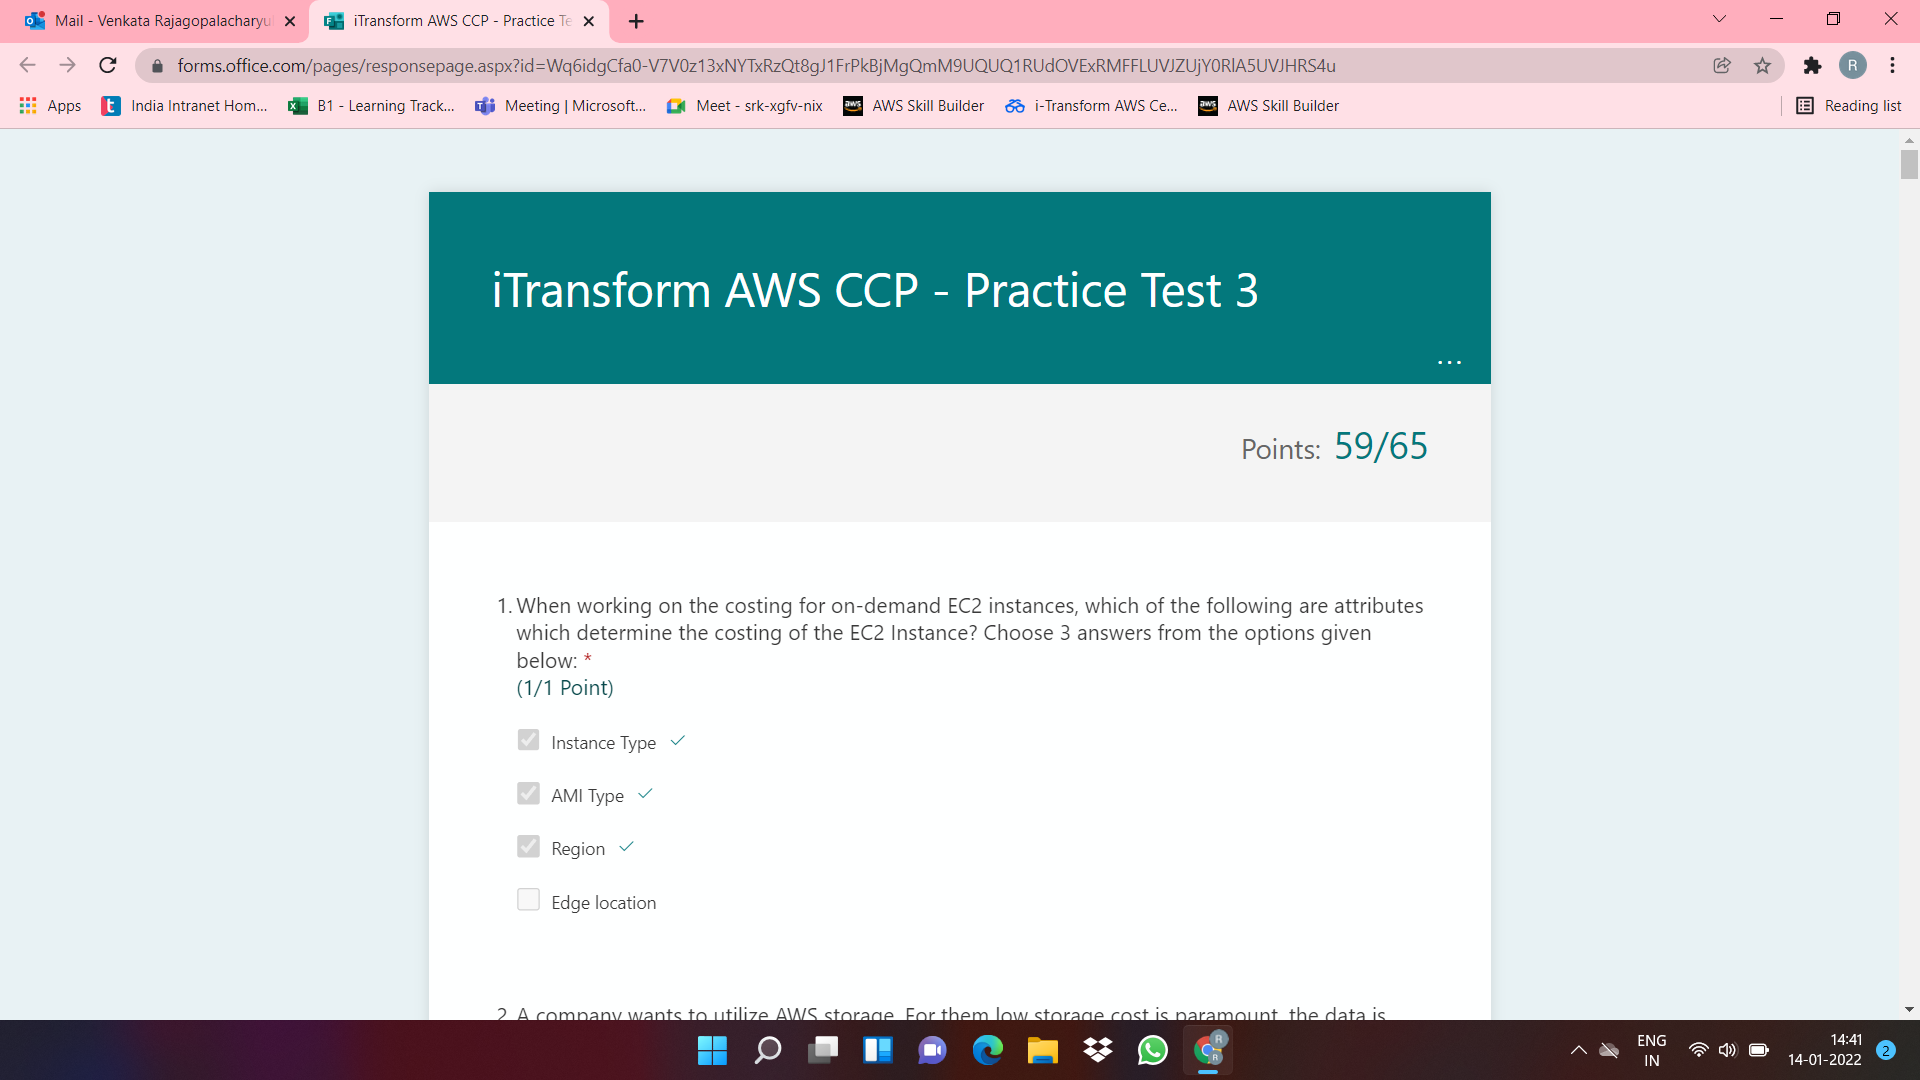 Mail - Venkata Rajagopalacharyu
iTransform AWS CCP - Practice Te
forms.office.com/pages/responsepage.aspx?id=Wq6idgCfa0-V7V0z13xNYTxRzQt8gJ1FrPkBjMgQmM9UQUQ1RUdOVExRMFFLUVJZUjY0RlA5UVJHRS4u
R
Apps
India Intranet Hom...
B1 - Learning Track...
Meeting | Microsoft...
Meet - srk-xgfv-nix
aws
AWS Skill Builder
i-Transform AWS Ce...
aws
AWS Skill Builder
Reading list
iTransform AWS CCP - Practice Test 3
...
Points: 59/65
1. When working on the costing for on-demand EC2 instances, which of the following are attributes
which determine the costing of the EC2 Instance? Choose 3 answers from the options given
below: *
(1/1 Point)
Instance Type
AMI Type
Region
Edge location
2. A company wants to utilize AWS storage. For them low storage cost is paramount, the data is
ENG
IN
14:41
14-01-2022
2